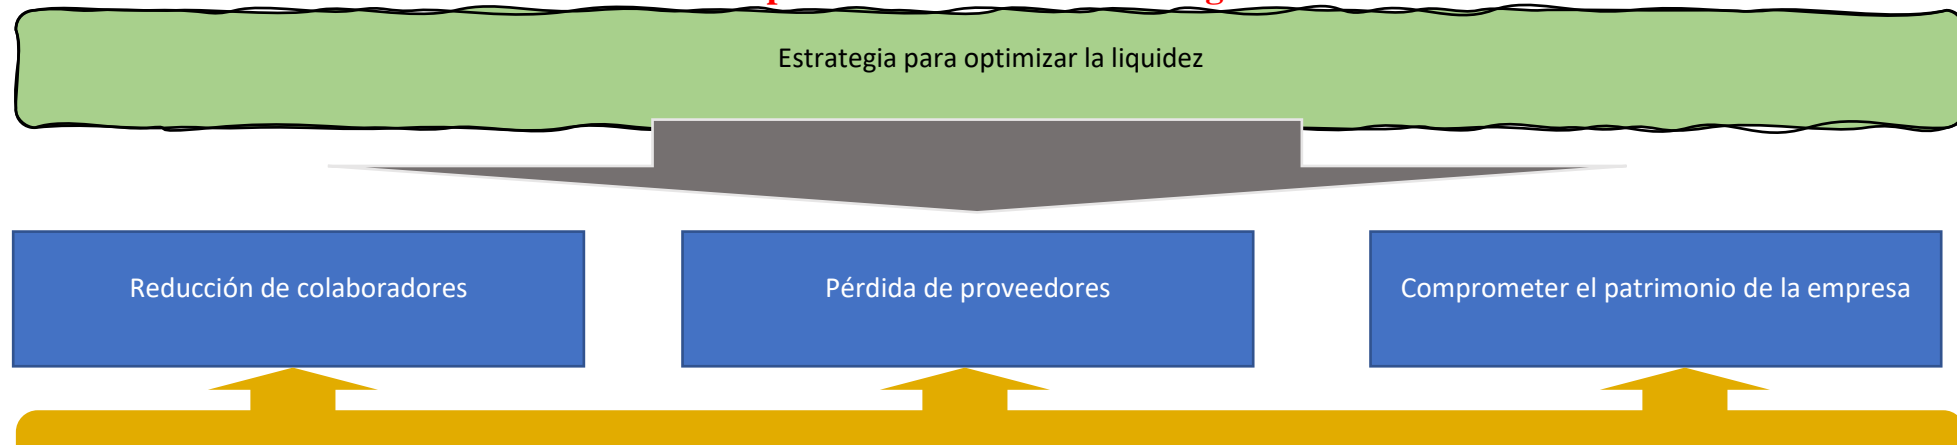 Estrategia para optimizar la liquidez
Reducción de colaboradores
Pérdida de proveedores
Comprometer el patrimonio de la empresa